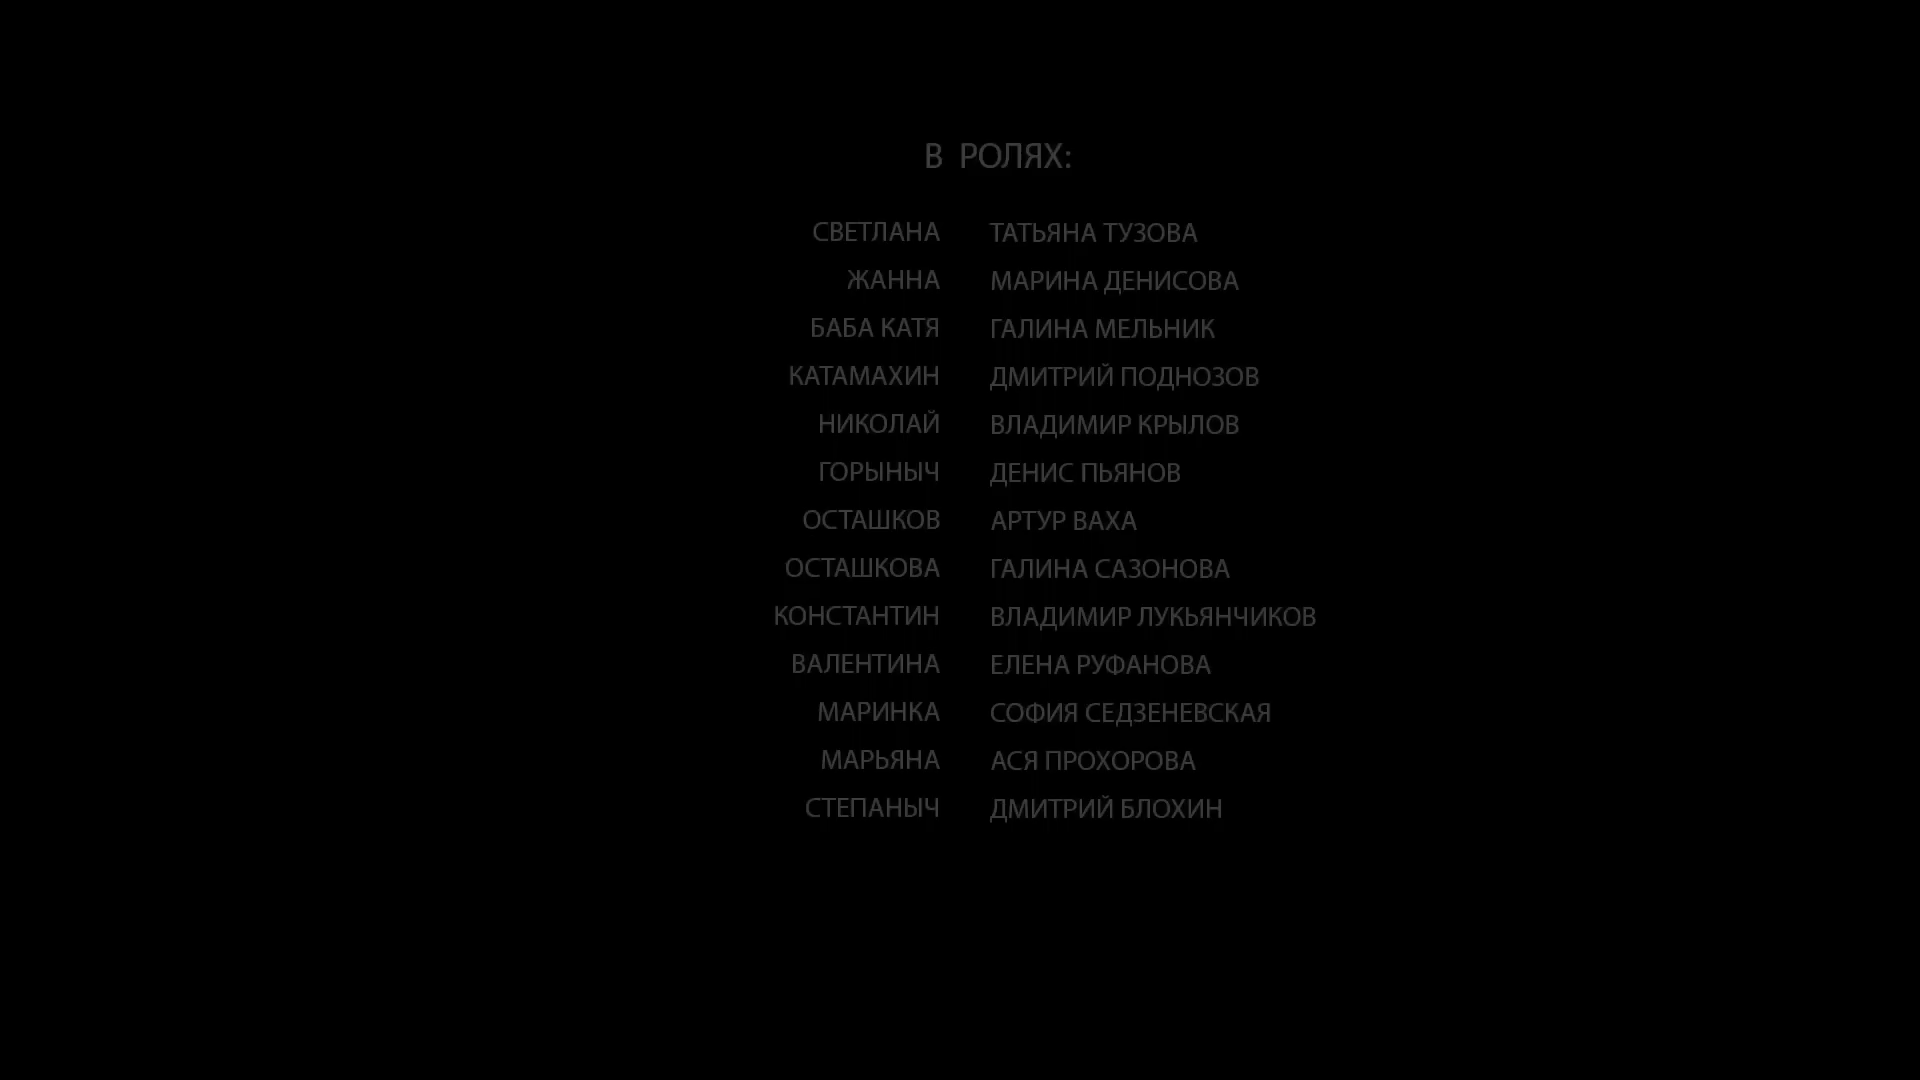 В РОЛЯХ:
СВЕТЛАНА ТАТЬЯНА ТУЗОВА
ЖАННА МАРИНА ДЕНИСОВА
БАБА КАТЯ ГАЛИНА МЕЛЬНИК
КАТАМАХИН ДМИТРИЙ ПОДНОЗОВ
НИКОЛАЙ ВЛАДИМИР КРЫЛОВ
ГОРЫНЫЧ ДЕНИС ПЬЯНОВ
ОСТАШКОВ АРТУР ВАХА
ОСТАШКОВА ГАЛИНА САЗОНОВА
КОНСТАНТИН ВЛАДИМИР ЛУКЬЯНЧИКОВ
ВАЛЕНТИНА ЕЛЕНА РУФАНОВА
МАРИНКА СОФИЯ СЕДЗЕНЕВСКАЯ
МАРЬЯНА АСЯ ПРОХОРОВА
СТЕПАНЫЧ ДМИТРИЙ БЛОХИН